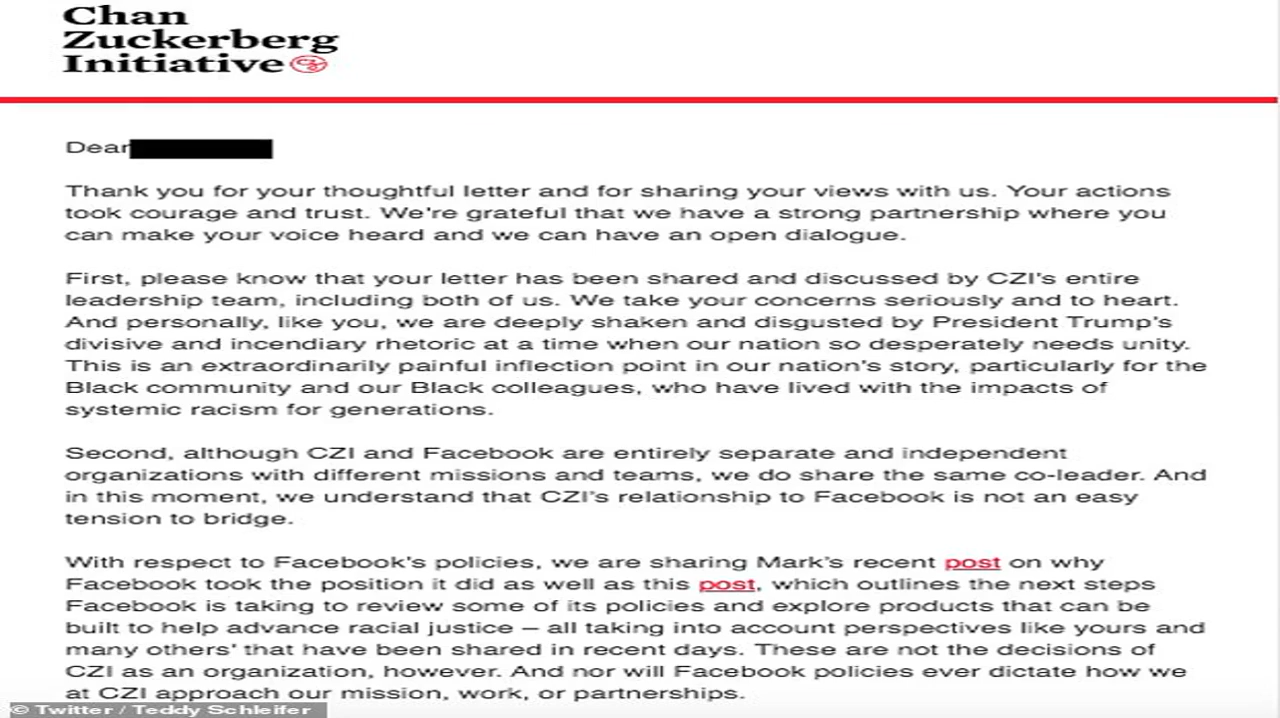 Chan
Zuckerberg
Initiative
Dear
Thank you for your thoughtful letter and for sharing your views with us. Your actions
took courage and trust. We're grateful that we have a strong partnership where you
can make your voice heard and we can have an open dialogue.
First, please know that your letter has been shared and discussed by CZI's entire
leadership team, including both of us. We take your concerns seriously and to heart.
And personally, like you, we are deeply shaken and disgusted by President Trump's
divisive and incendiary rhetoric at a time when our nation so desperately needs unity.
This is an extraordinarily painful inflection point in our nation's story, particularly for the
Black community and our Black colleagues, who have lived with the impacts of
systemic racism for generations.
Second, although CZI and Facebook are entirely separate and independent
organizations with different missions and teams, we do share the same co-leader. And
in this moment, we understand that CZI's relationship to Facebook is not an easy
tension to bridge.
With respect to Facebook's policies, we are sharing Mark's recent post on why
Facebook took the position it did as well as this post, which outlines the next steps
Facebook is taking to review some of its policies and explore products that can be
built to help advance racial justice – all taking into account perspectives like yours and
many others' that have been shared in recent days. These are not the decisions of
CZI as an organization, however. And nor will Facebook policies ever dictate how we
at CZI approach our mission, work, or partnerships.
© Twitter / Teddy Schleifer